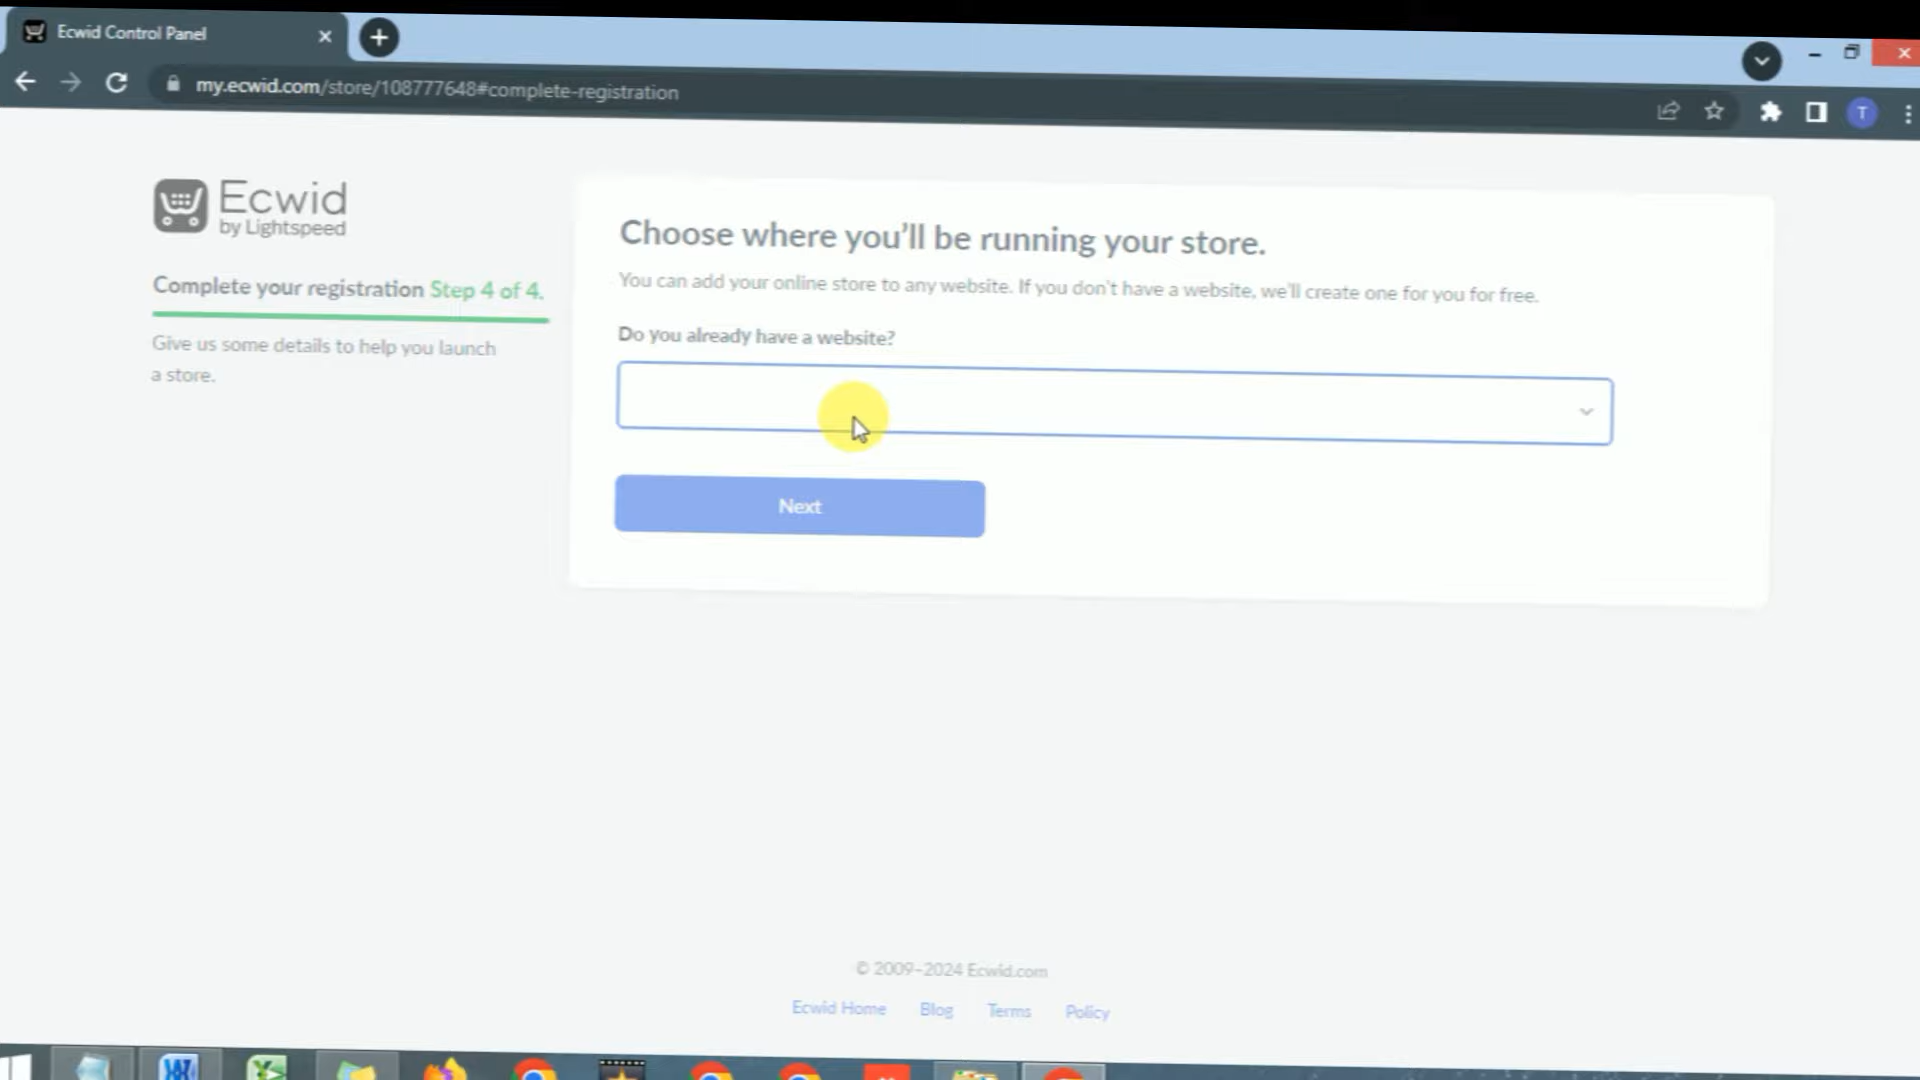 Ecwid Control Panel
my.ecwid.com/store/108777648#complete-registration
T
Ecwid
by Lightspeed
Complete your registration Step 4 of 4.
Give us some details to help you launch
a store.
Choose where you'll be running your store.
You can add your online store to any website. If you don't have a website, we'll create one for you for free.
Do you already have a website?
Next
© 2009–2024 Ecwid.com
Ecwid Home Blog Terms Policy